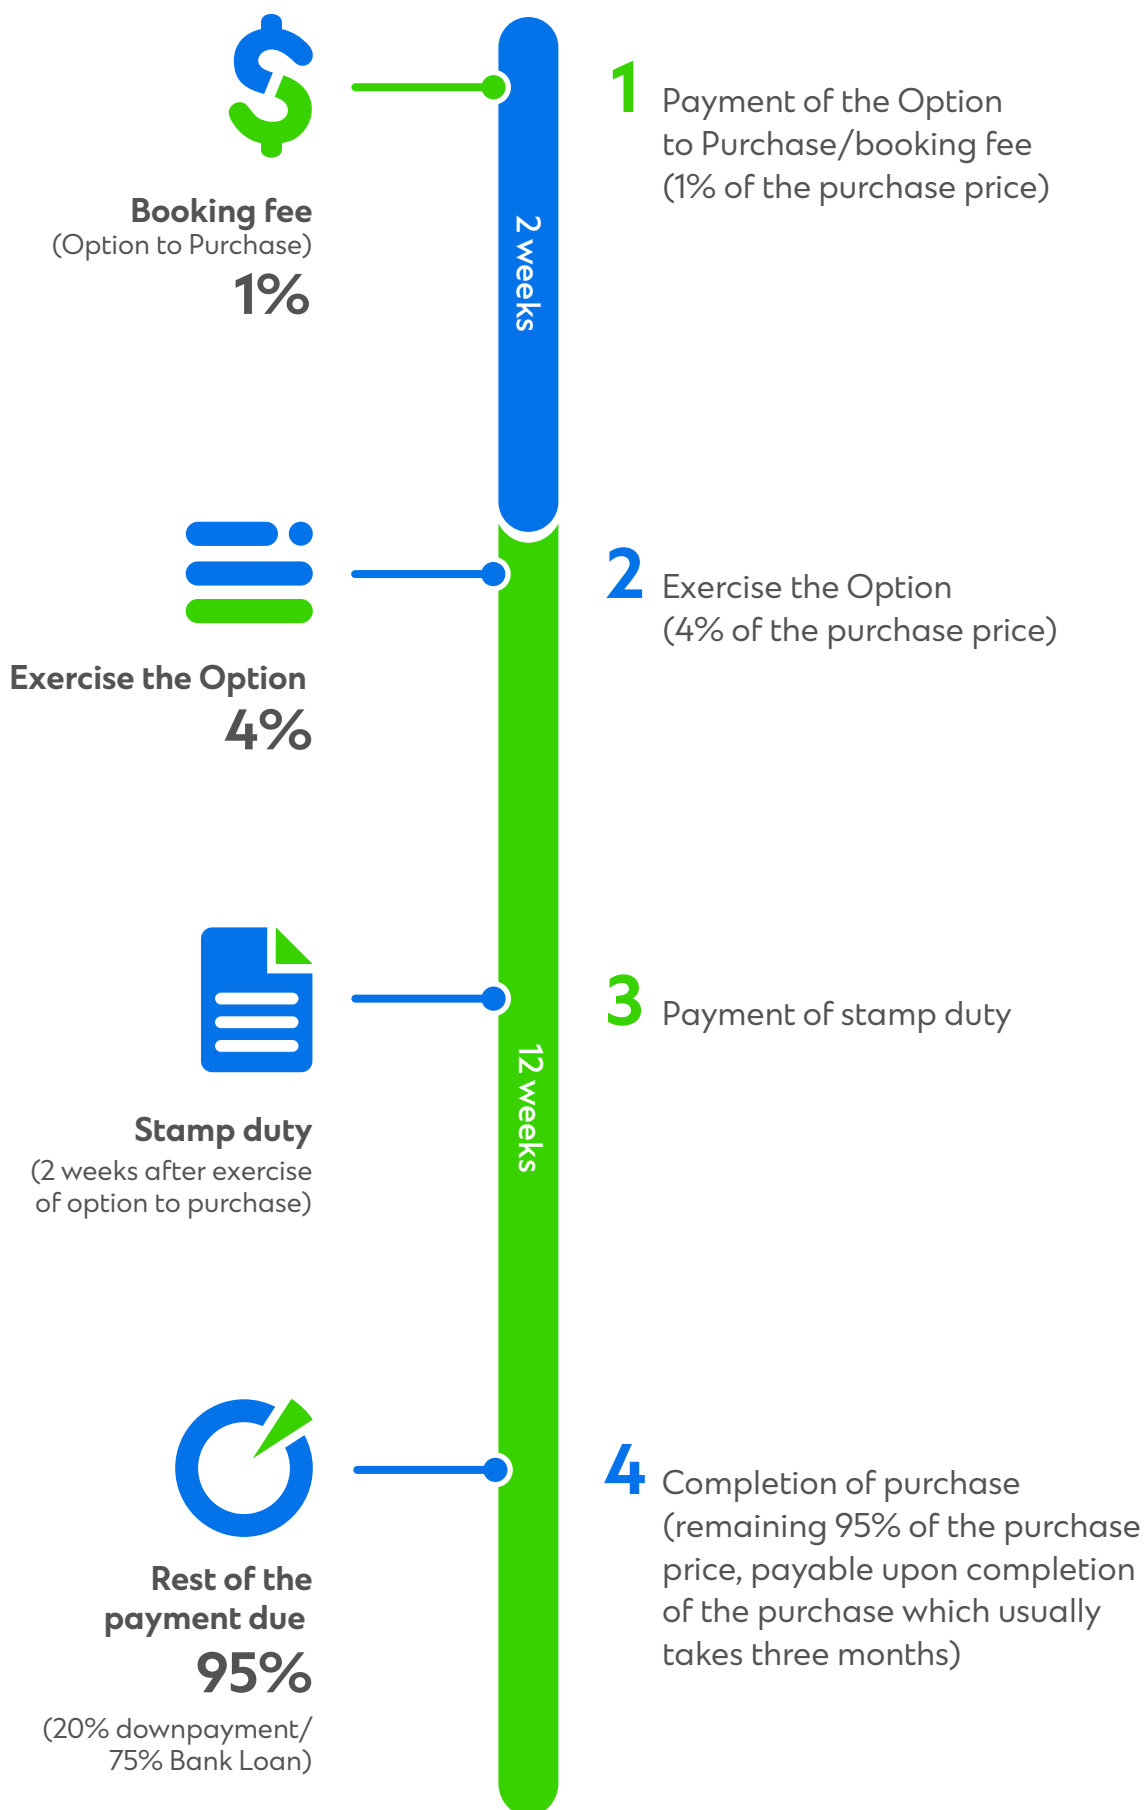 Booking fee
(Option to Purchase)
1%
2 weeks
1
Payment of the Option
to Purchase/booking fee
(1% of the purchase price)
Exercise the Option
4%
2
Exercise the Option
(4% of the purchase price)
Stamp duty
(2 weeks after exercise
of option to purchase)
12 weeks
3
Payment of stamp duty
Rest of the
payment due
95%
(20% downpayment/
75% Bank Loan)
4
Completion of purchase
(remaining 95% of the purchase
price, payable upon completion
of the purchase which usually
takes three months)